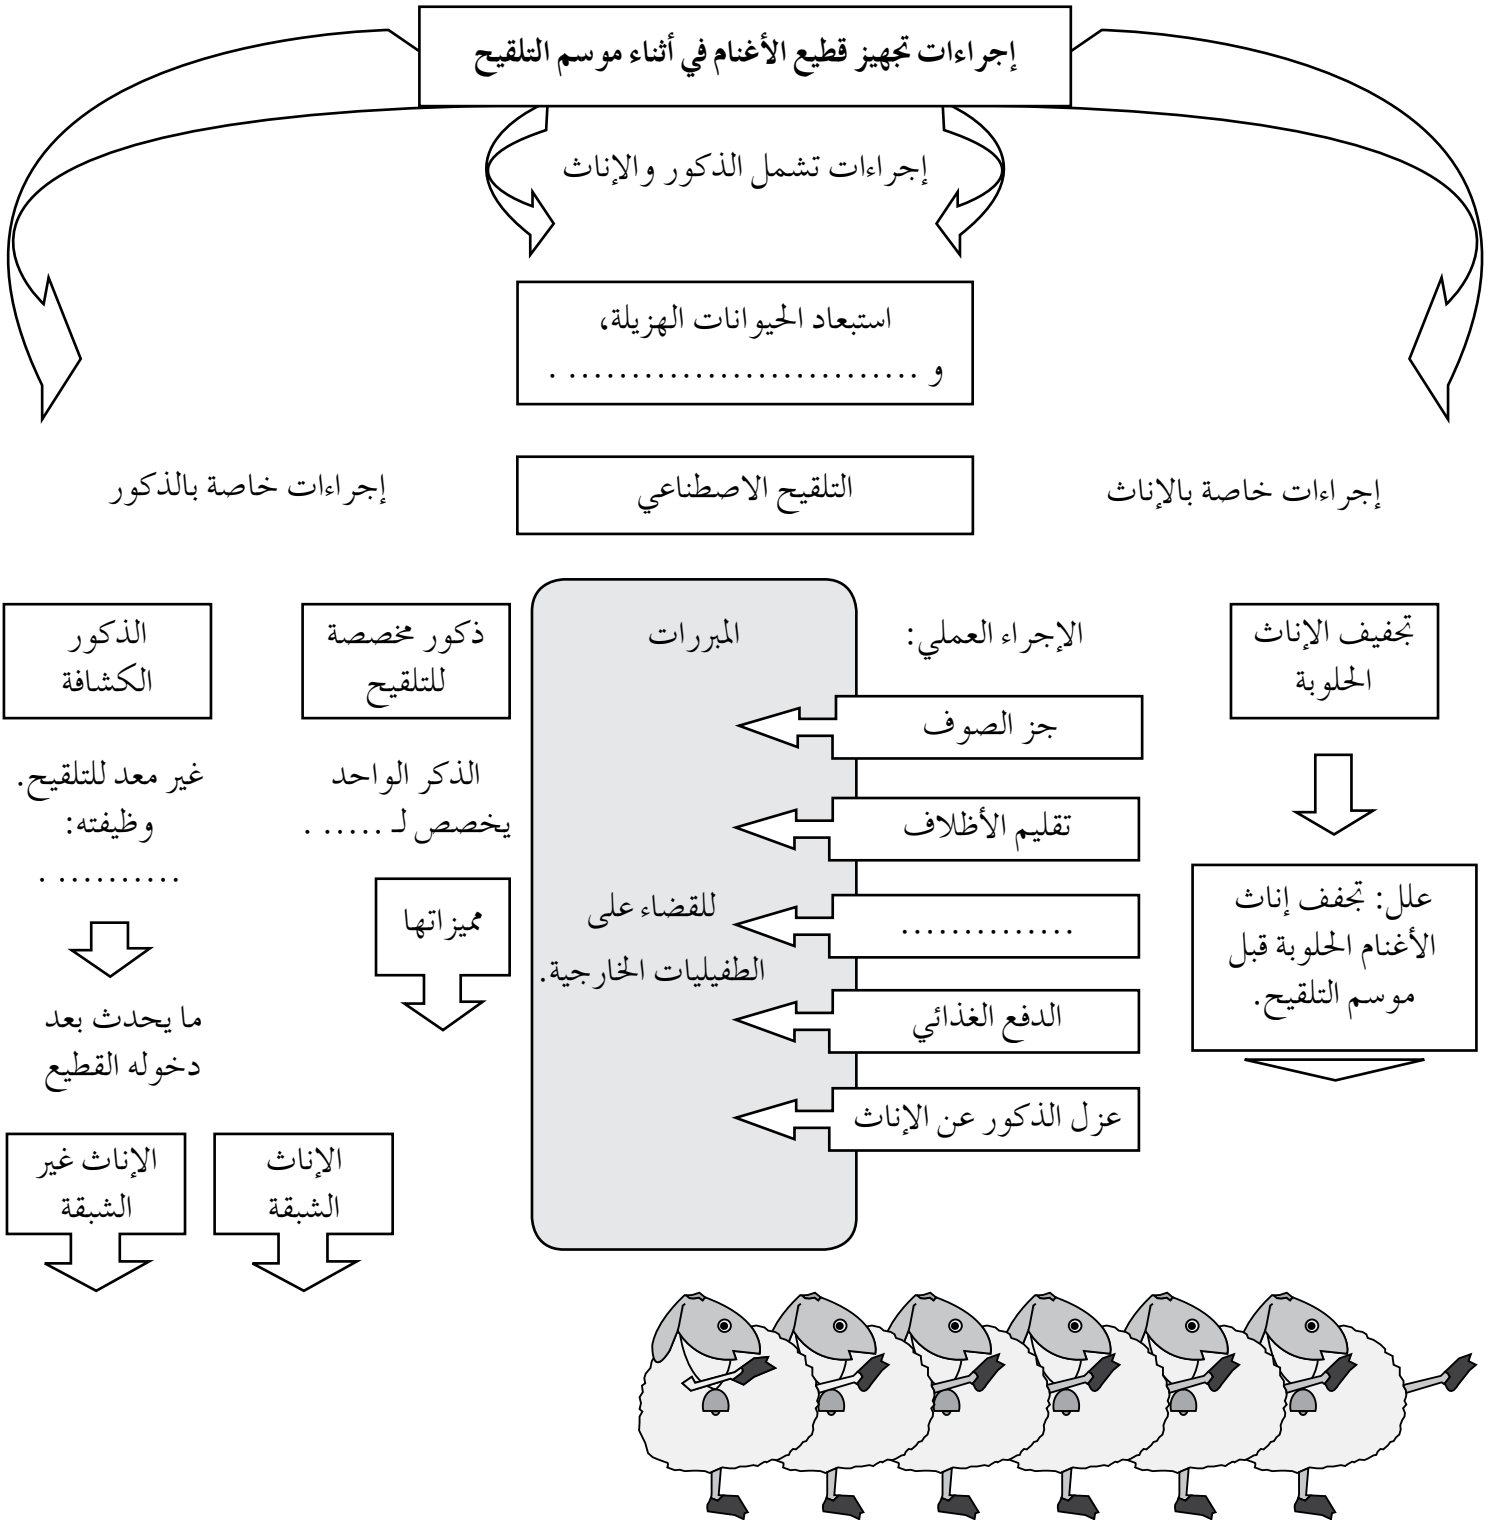 إجراءات تجهيز قطيع الأغنام في أثناء موسم التلقيح
إجراءات تشمل الذكور والإناث
استبعاد الحيوانات الهزيلة،
و ............................ .
التلقيح الاصطناعي
إجراءات خاصة بالإناث
تجفيف الإناث
الحلوبة
علل: تجفف إناث
الأغنام الحلوبة قبل
موسم التلقيح.
الإجراء العملي:
المبررات
جز الصوف
تقليم الأظلاف
..............
للقضاء على
الطفيليات الخارجية.
الدفع الغذائي
عزل الذكور عن الإناث
إجراءات خاصة بالذكور
ذكور مخصصة
للتلقيح
الذكر الواحد
يخصص لـ ..... .
مميزاتها
الذكور
الكشافة
غير معد للتلقيح.
وظيفته:
.......... .
ما يحدث بعد
دخوله القطيع
الإناث
الشبقة
الإناث غير
الشبقة